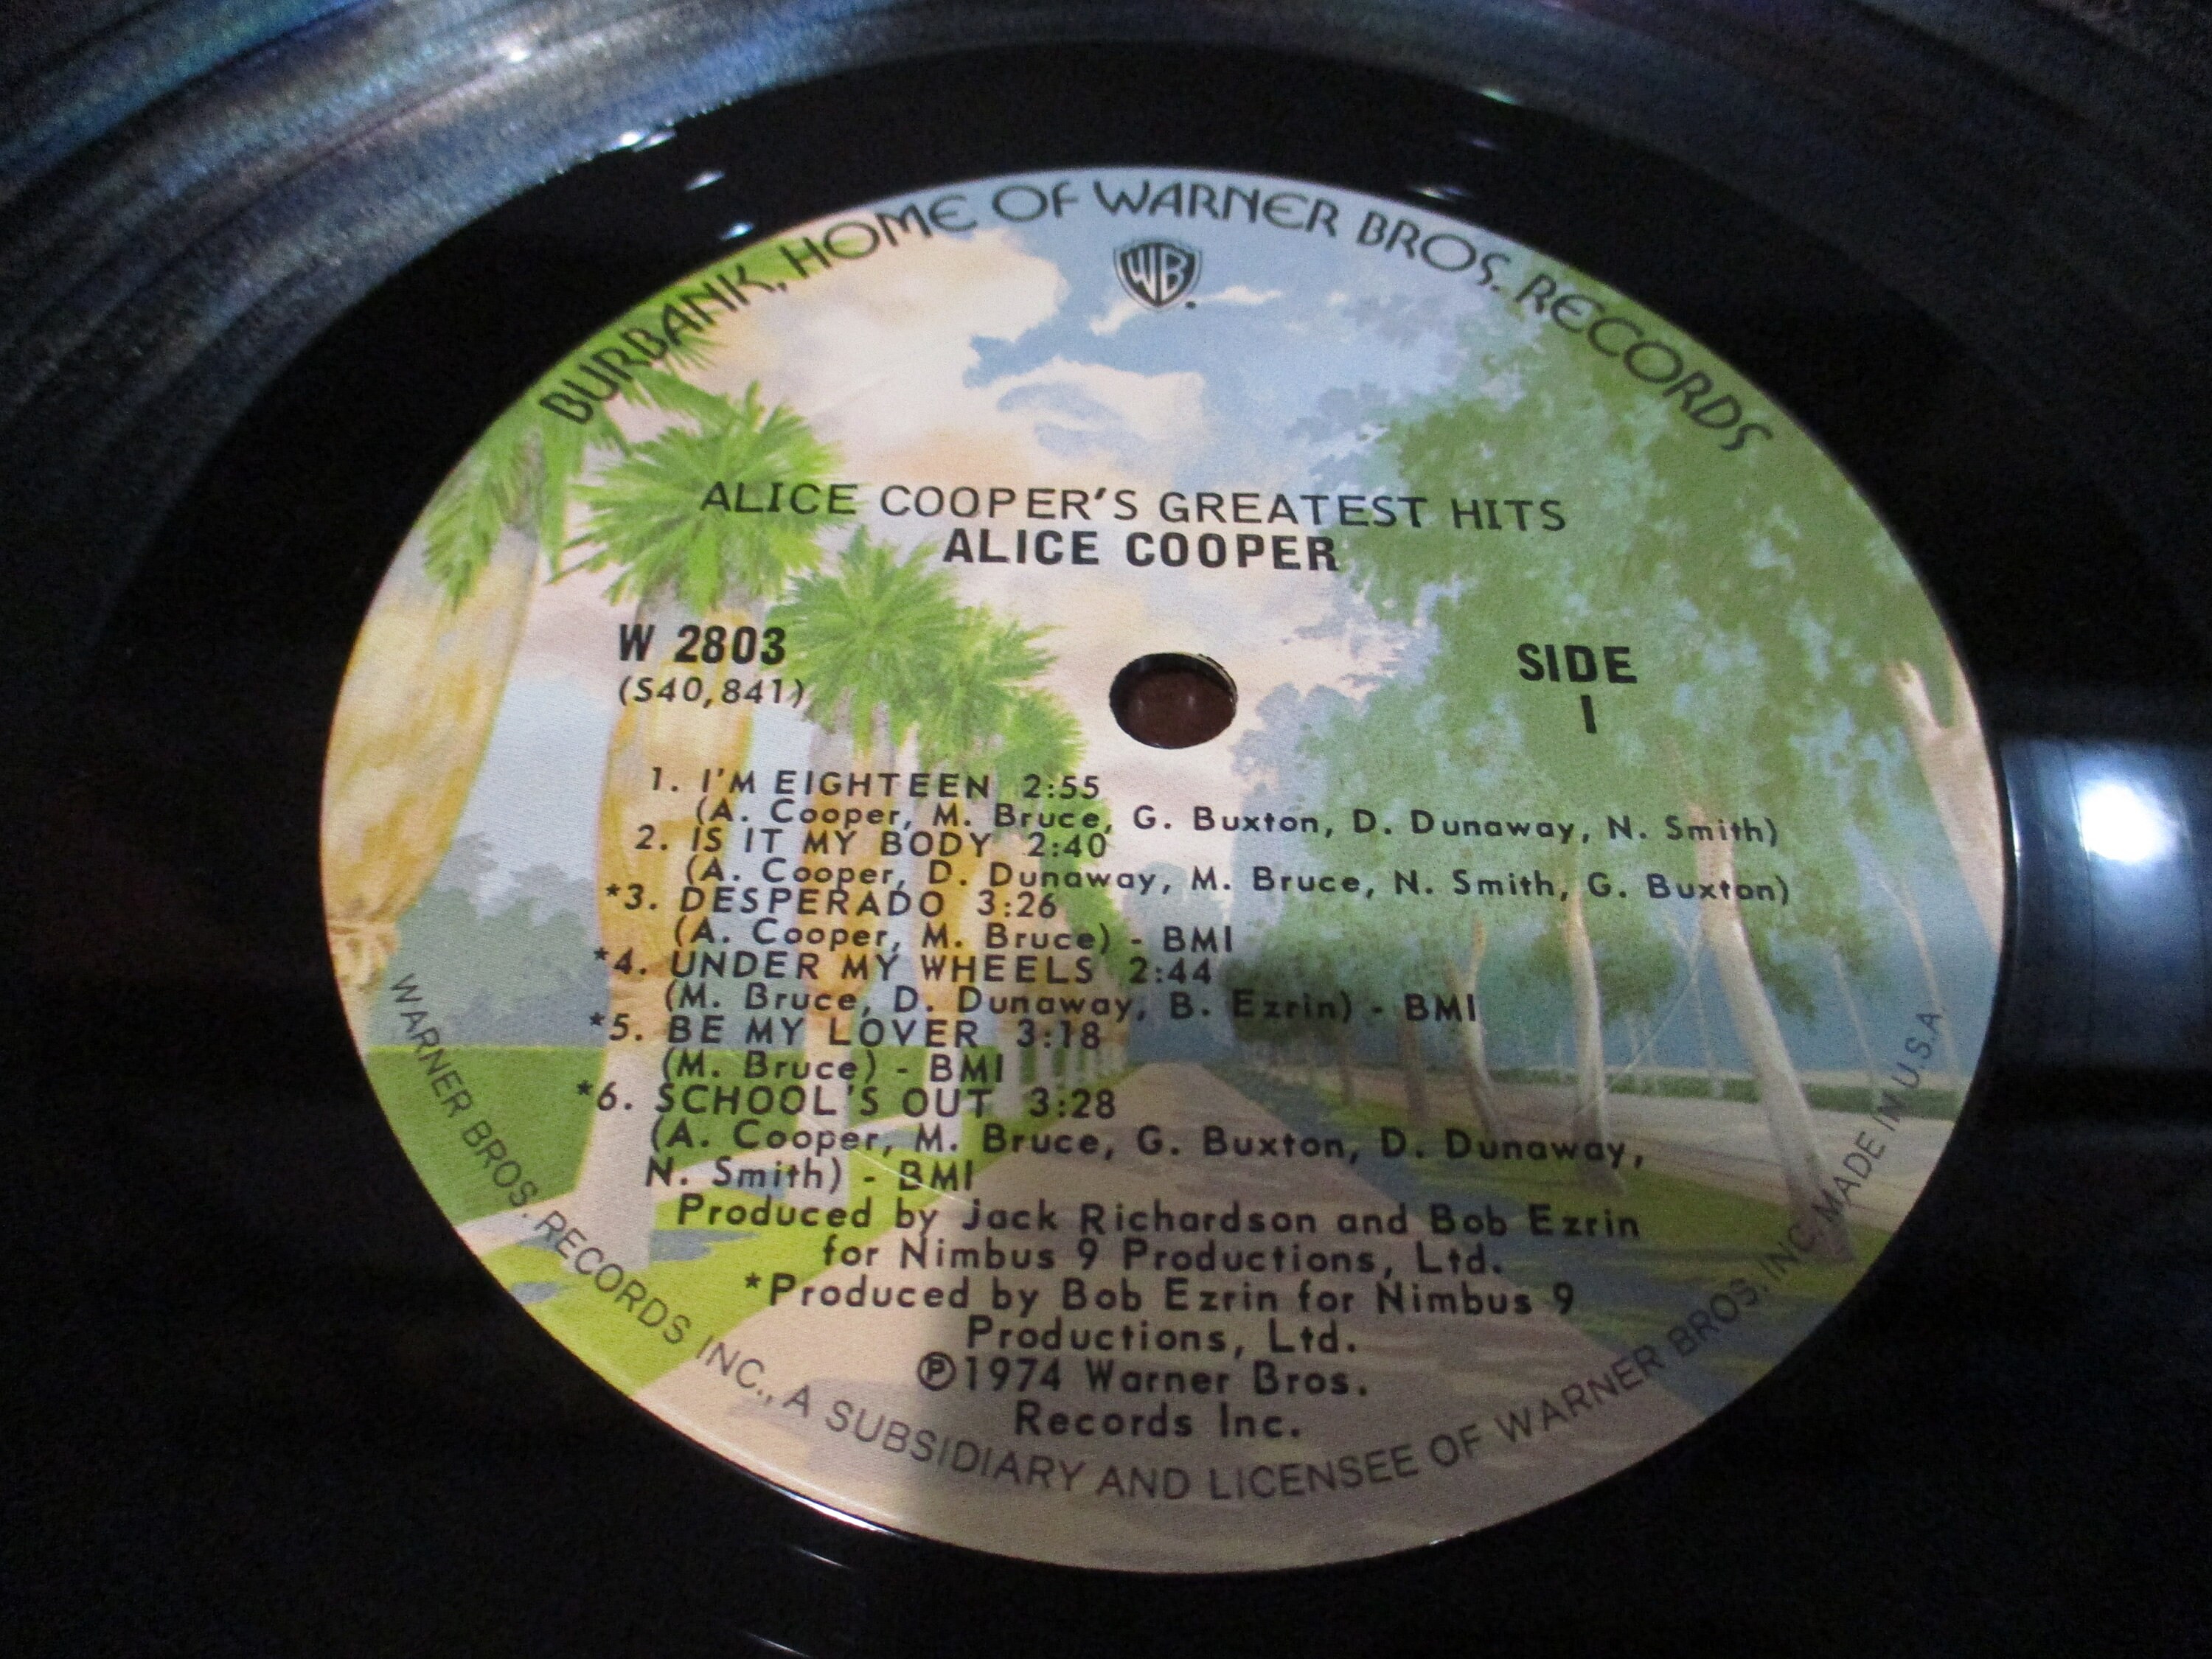 BURBANK, HOME OF WARNER BROS. RECORDS
WB
ALICE COOPER'S GREATEST HITS
ALICE COOPER
W 2803
(S40,841)
SIDE
1
1. I'M EIGHTEEN 2:55
(A. Cooper, M. Bruce, G. Buxton, D. Dunaway, N. Smith)
2. IS IT MY BODY 2:40
(A. Cooper, D. Dunaway, M. Bruce, N. Smith, G. Buxton)
*3. DESPERADO 3:26
(A. Cooper, M. Bruce) - BMI
*4. UNDER MY WHEELS 2:44
(M. Bruce, D. Dunaway, B. Ezrin) - BMI
*5. BE MY LOVER 3:18
(M. Bruce) - BMI
*6. SCHOOL'S OUT 3:28
(A. Cooper, M. Bruce, G. Buxton, D. Dunaway,
N. Smith) - BMI
Produced by Jack Richardson and Bob Ezrin
for Nimbus 9 Productions, Ltd.
*Produced by Bob Ezrin for Nimbus 9
Productions, Ltd.
℗1974 Warner Bros.
Records Inc.
WARNER BROS. RECORDS INC., A SUBSIDIARY AND LICENSEE OF WARNER BROS. INC. MADE IN U.S.A.